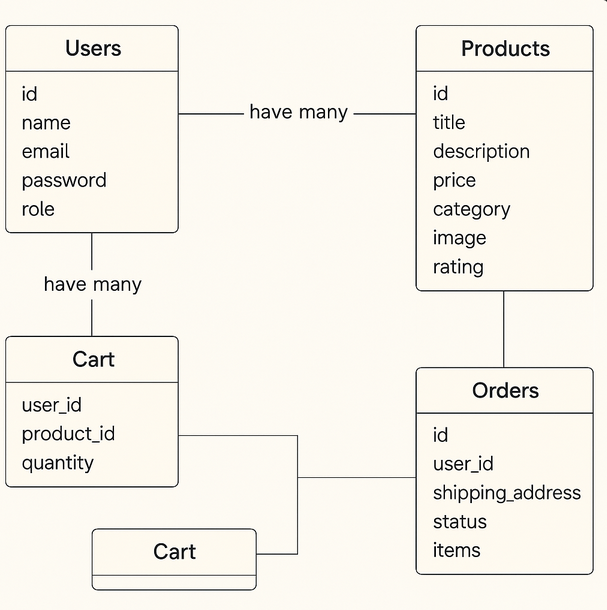 Users
id
name
email
password
role
have many
Products
id
title
description
price
category
image
rating
have many
Cart
user_id
product_id
quantity
Orders
id
user_id
shipping_address
status
items
Cart